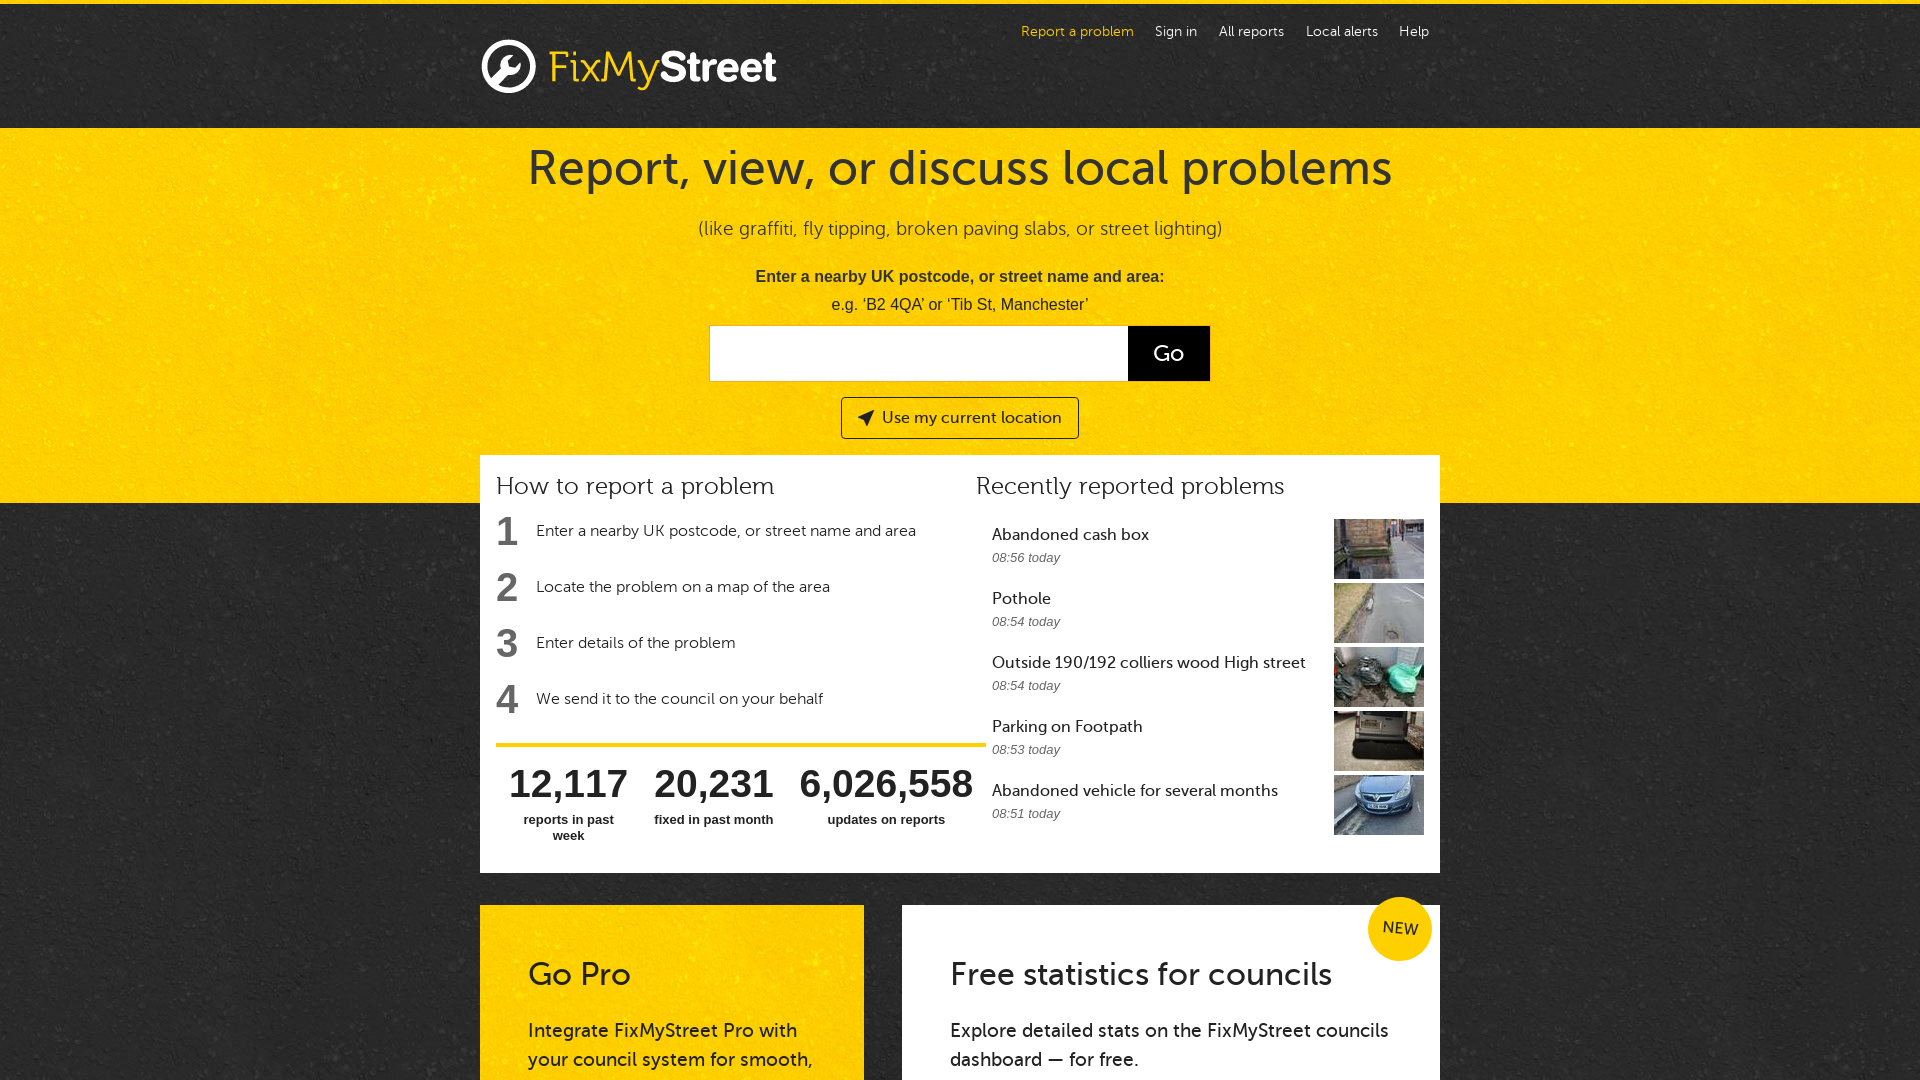 Report a problem
Sign in
All reports
Local alerts
Help
FixMyStreet
Report, view, or discuss local problems
(like graffiti, fly tipping, broken paving slabs, or street lighting)
Enter a nearby UK postcode, or street name and area:
e.g. ‘B2 4QA’ or ‘Tib St, Manchester’
Go
Use my current location
How to report a problem
1 Enter a nearby UK postcode, or street name and area
2 Locate the problem on a map of the area
3 Enter details of the problem
4 We send it to the council on your behalf
12,117
reports in past
week
20,231
fixed in past month
6,026,558
updates on reports
Recently reported problems
Abandoned cash box
08:56 today
Pothole
08:54 today
Outside 190/192 colliers wood High street
08:54 today
Parking on Footpath
08:53 today
Abandoned vehicle for several months
08:51 today
Go Pro
Integrate FixMyStreet Pro with
your council system for smooth,
NEW
Free statistics for councils
Explore detailed stats on the FixMyStreet councils
dashboard — for free.